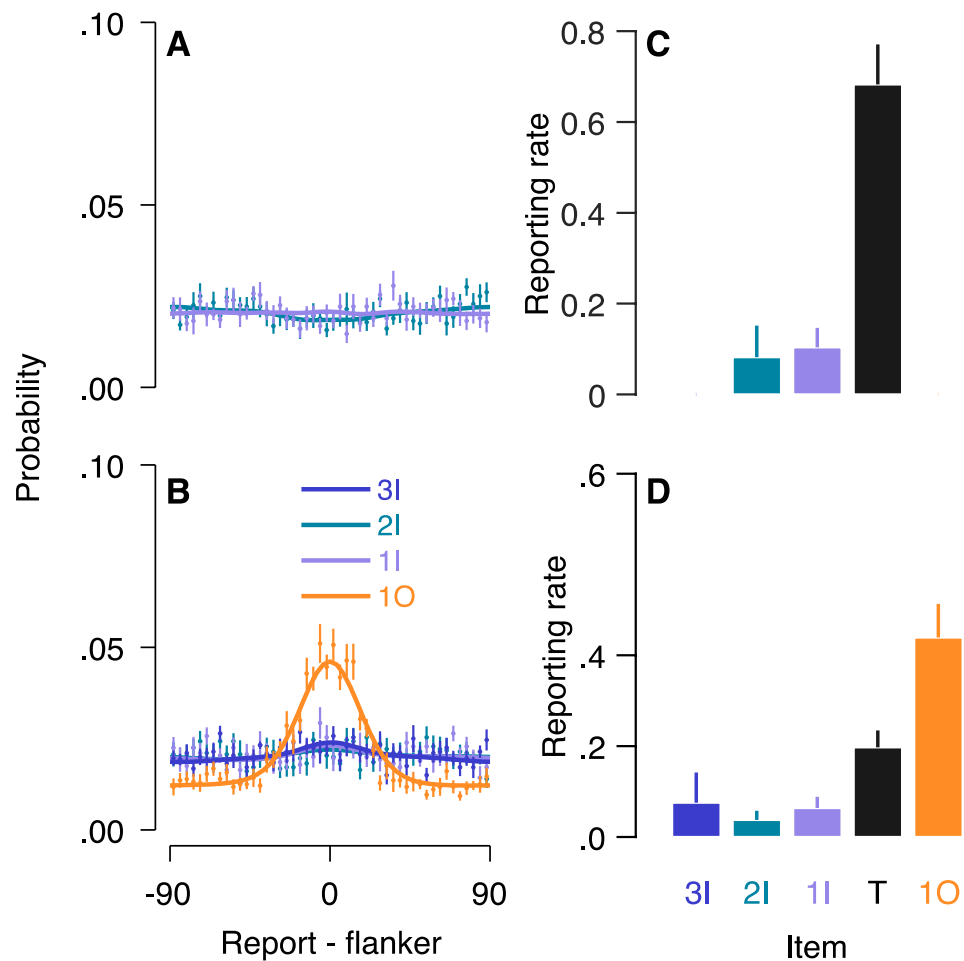 A
.10
.05
.00
Probability
B
.10
.05
.00
3I
2I
1I
1O
-90 0 90
Report - flanker
C
0.8
0.6
0.4
0.2
0
Reporting rate
D
.6
.4
.2
.0
Reporting rate
3I 2I 1I T 1O
Item